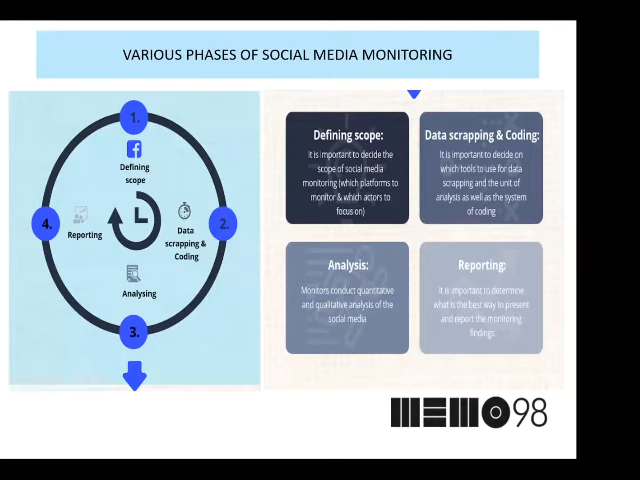 VARIOUS PHASES OF SOCIAL MEDIA MONITORING
1.
Defining
scope
2.
Data
scrapping &
Coding
3.
Analysing
4.
Reporting
Defining scope:
It is important to decide the
scope of social media
monitoring (which platforms to
monitor & which actors to
focus on)
Data scrapping & Coding:
It is important to decide on
which tools to use for data
scrapping and the unit of
analysis as well as the system
of coding
Analysis:
Monitors conduct quantitative
and qualitative analysis of the
social media
Reporting:
It is important to determine
what is the best way to present
and report the monitoring
findings
MEMO98